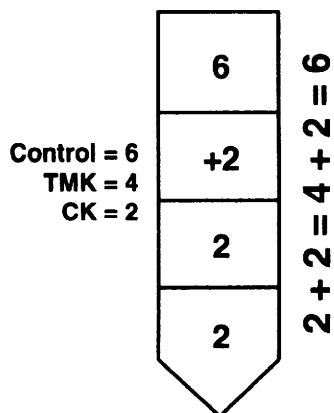 6
+2
2
2
Control = 6
TMK = 4
CK = 2
2 + 2 = 4 + 2 = 6